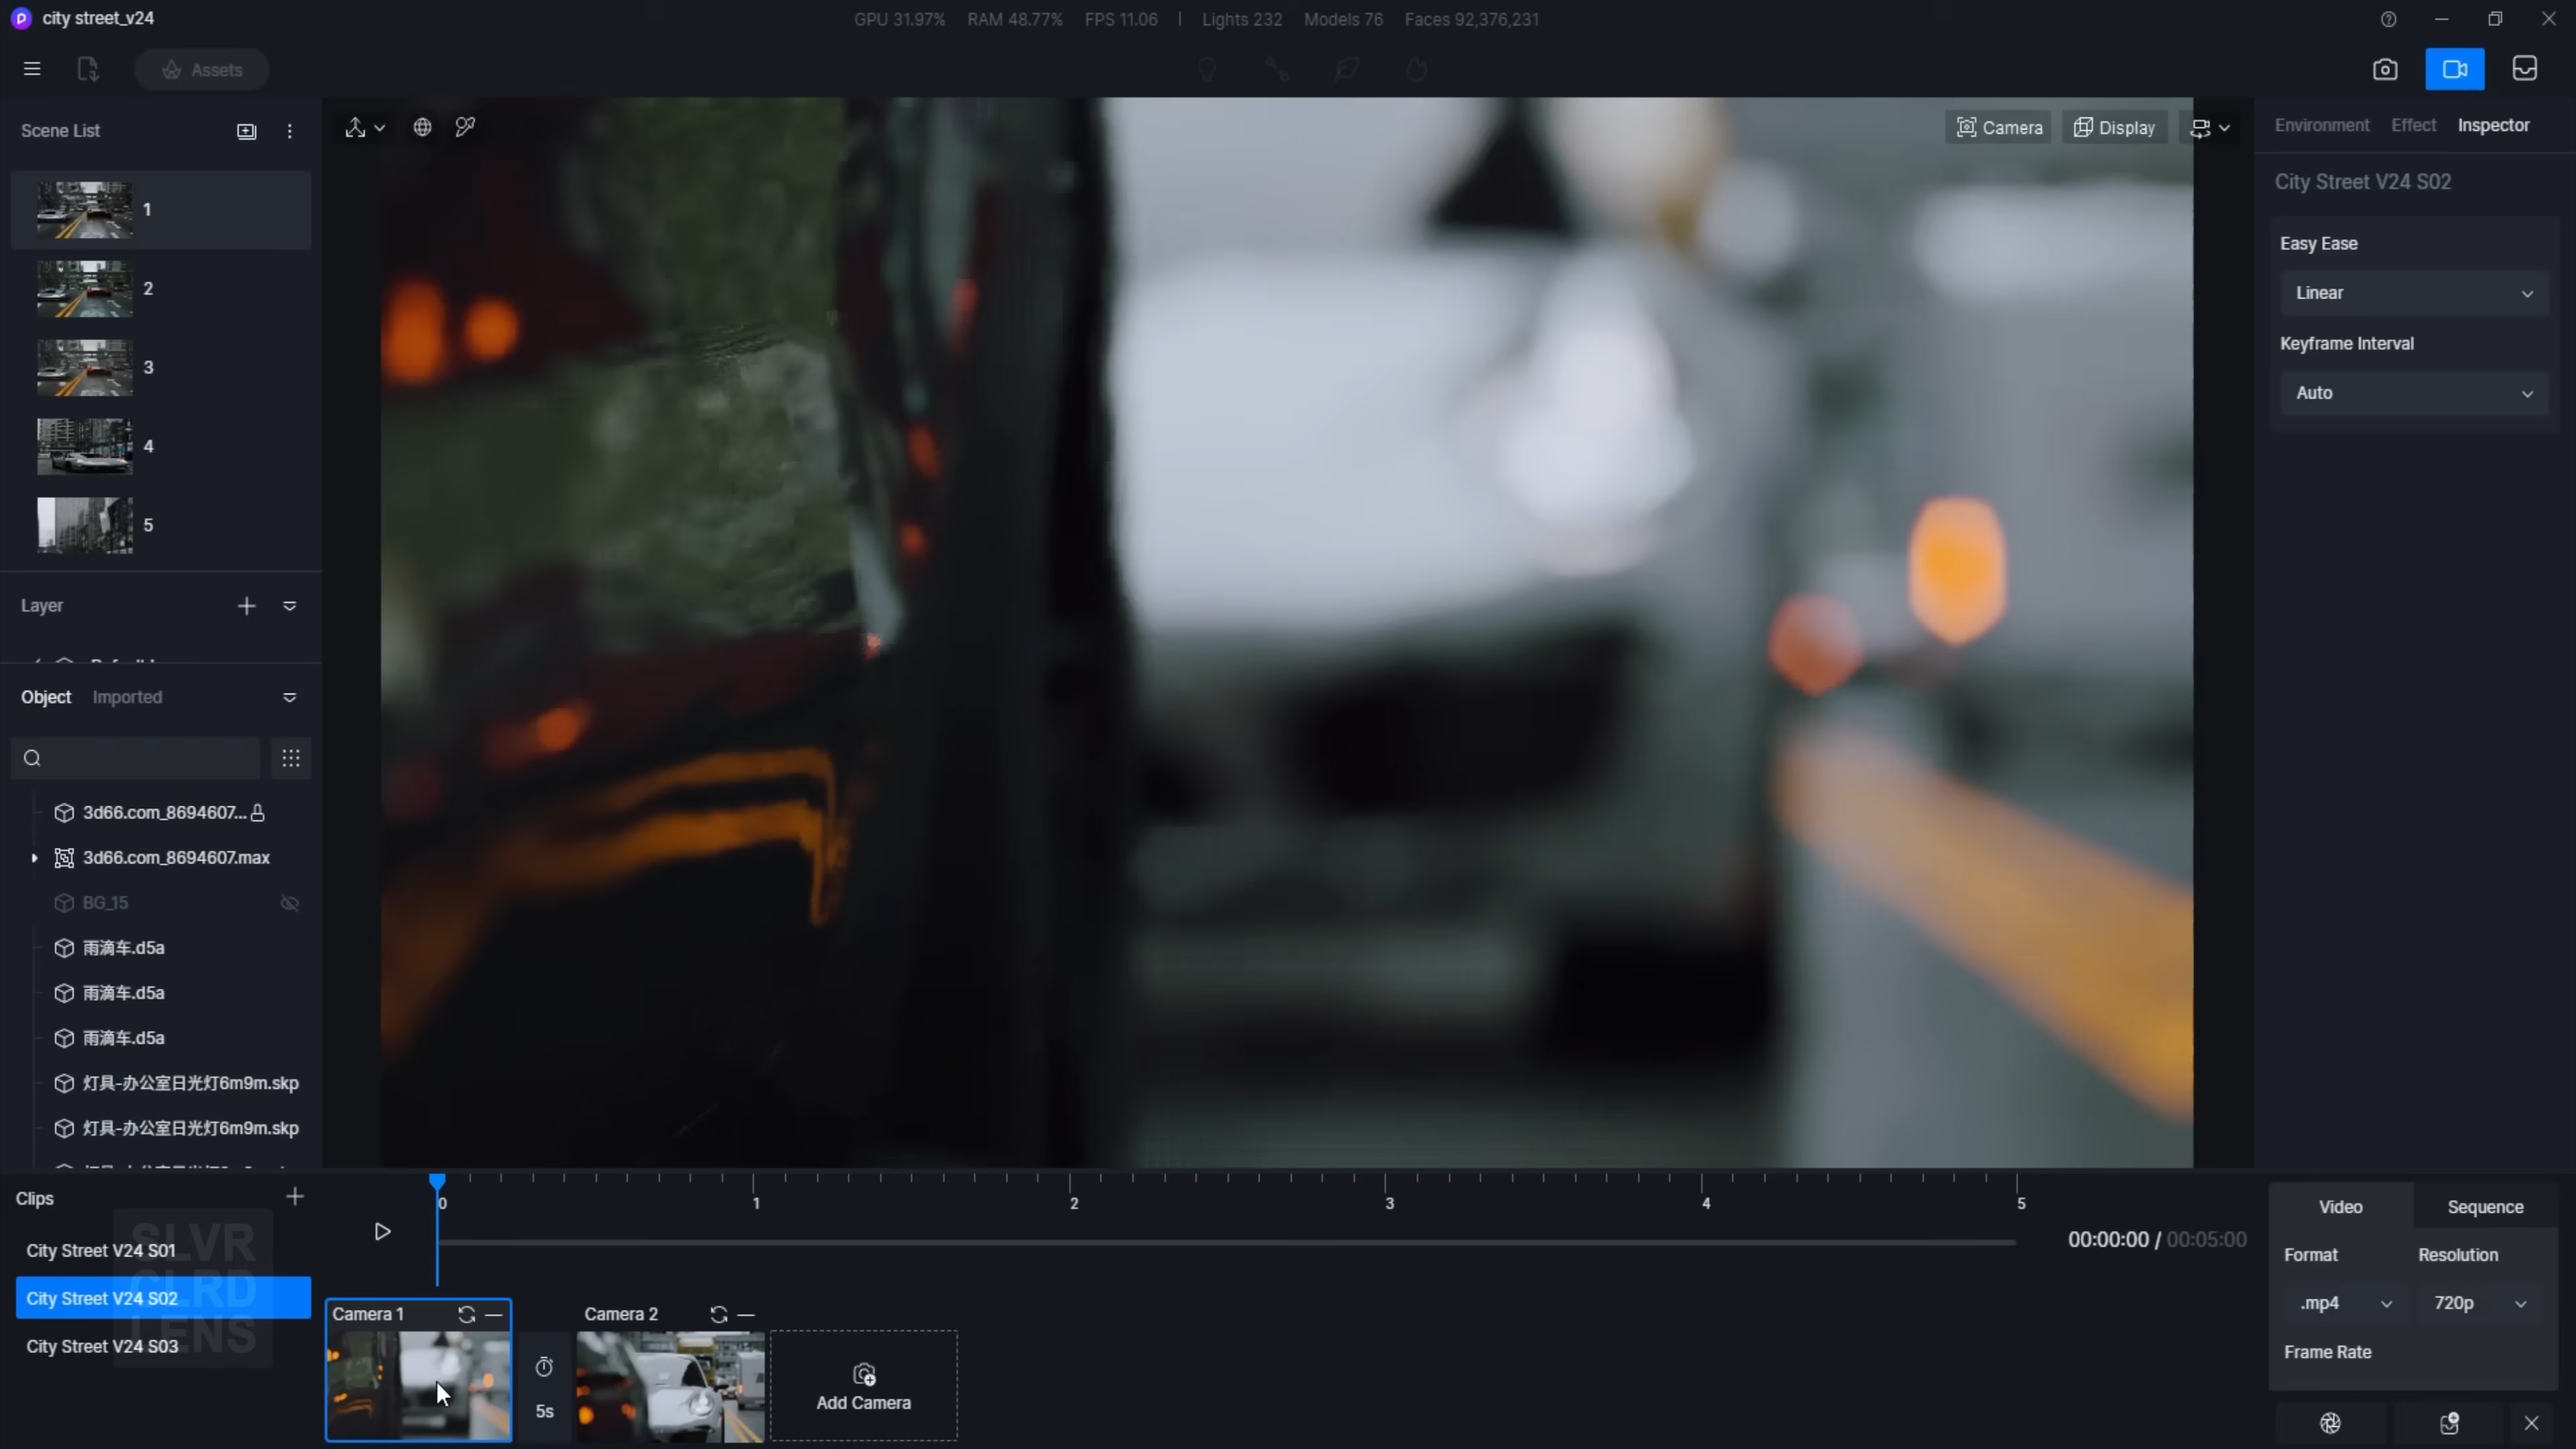 city street_v24
GPU 31.97% RAM 48.77% FPS 11.06 | Lights 232 Models 76 Faces 92,376,231
Assets
Scene List
1
2
3
4
5
Layer
Object Imported
3d66.com_8694607...
3d66.com_8694607.max
BG_15
雨滴车.d5a
雨滴车.d5a
雨滴车.d5a
灯具-办公室日光灯6m9m.skp
灯具-办公室日光灯6m9m.skp
Camera Display
Environment Effect Inspector
City Street V24 S02
Easy Ease
Linear
Keyframe Interval
Auto
Clips
City Street V24 S01
City Street V24 S02
City Street V24 S03
SLVR
CLRD
LENS
0 1 2 3 4 5
00:00:00 / 00:05:00
Camera 1
5s
Camera 2
Add Camera
Video Sequence
Format Resolution
.mp4 720p
Frame Rate